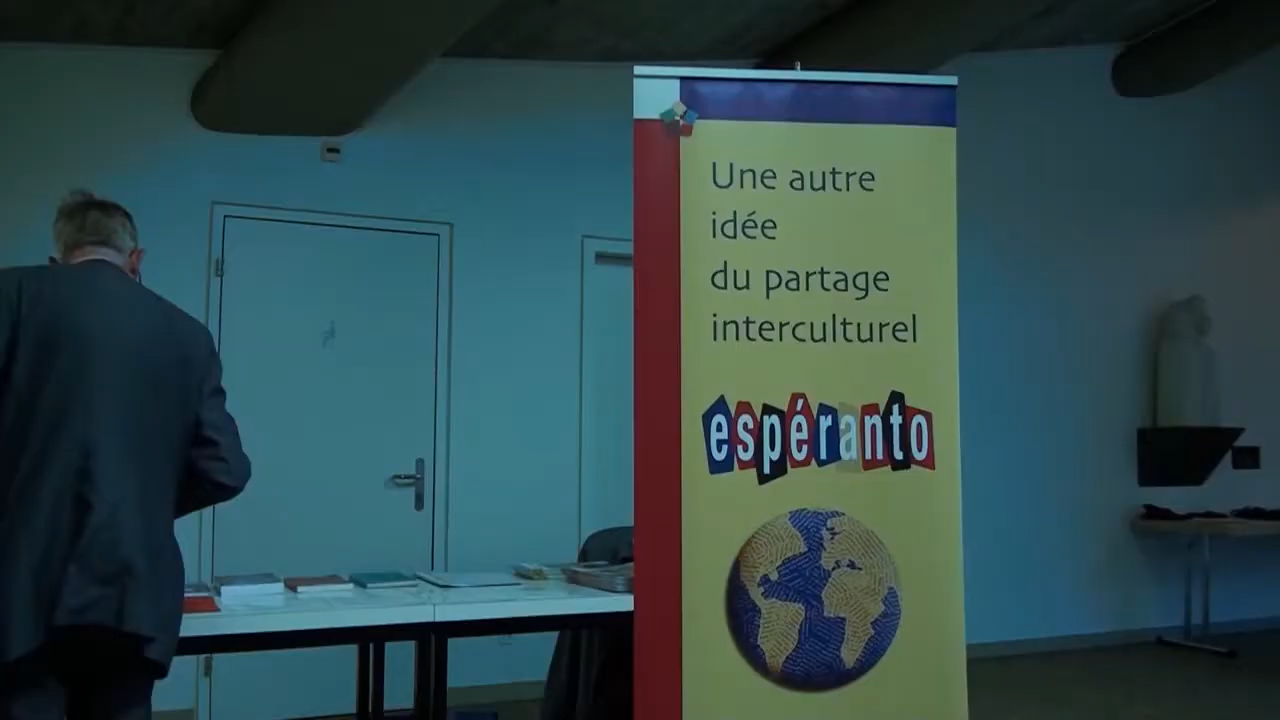 Une autre
idée
du partage
interculturel
espéranto